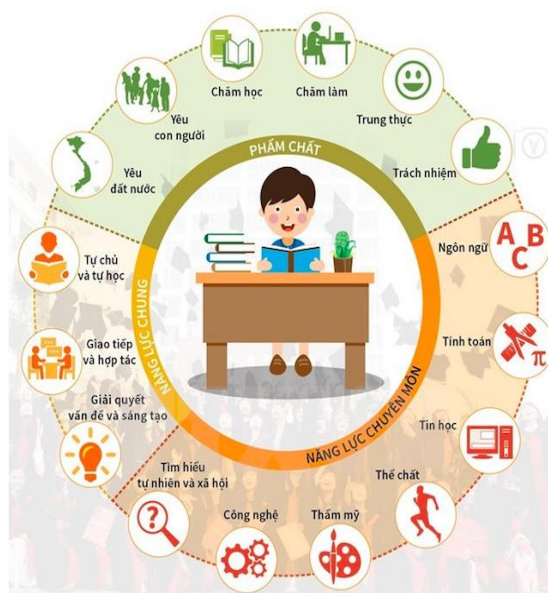 Chăm học
Chăm làm
Yêu
con người
Trung thực
Yêu
đất nước
Trách nhiệm
PHẨM CHẤT
Tự chủ
và tự học
Giao tiếp
và hợp tác
Giải quyết
vấn đề và sáng tạo
NĂNG LỰC CHUNG
Ngôn ngữ
A B C
Tính toán
π
Tin học
Thể chất
Thẩm mỹ
Công nghệ
Tìm hiểu
tự nhiên và xã hội
?
NĂNG LỰC CHUYÊN MÔN
Y